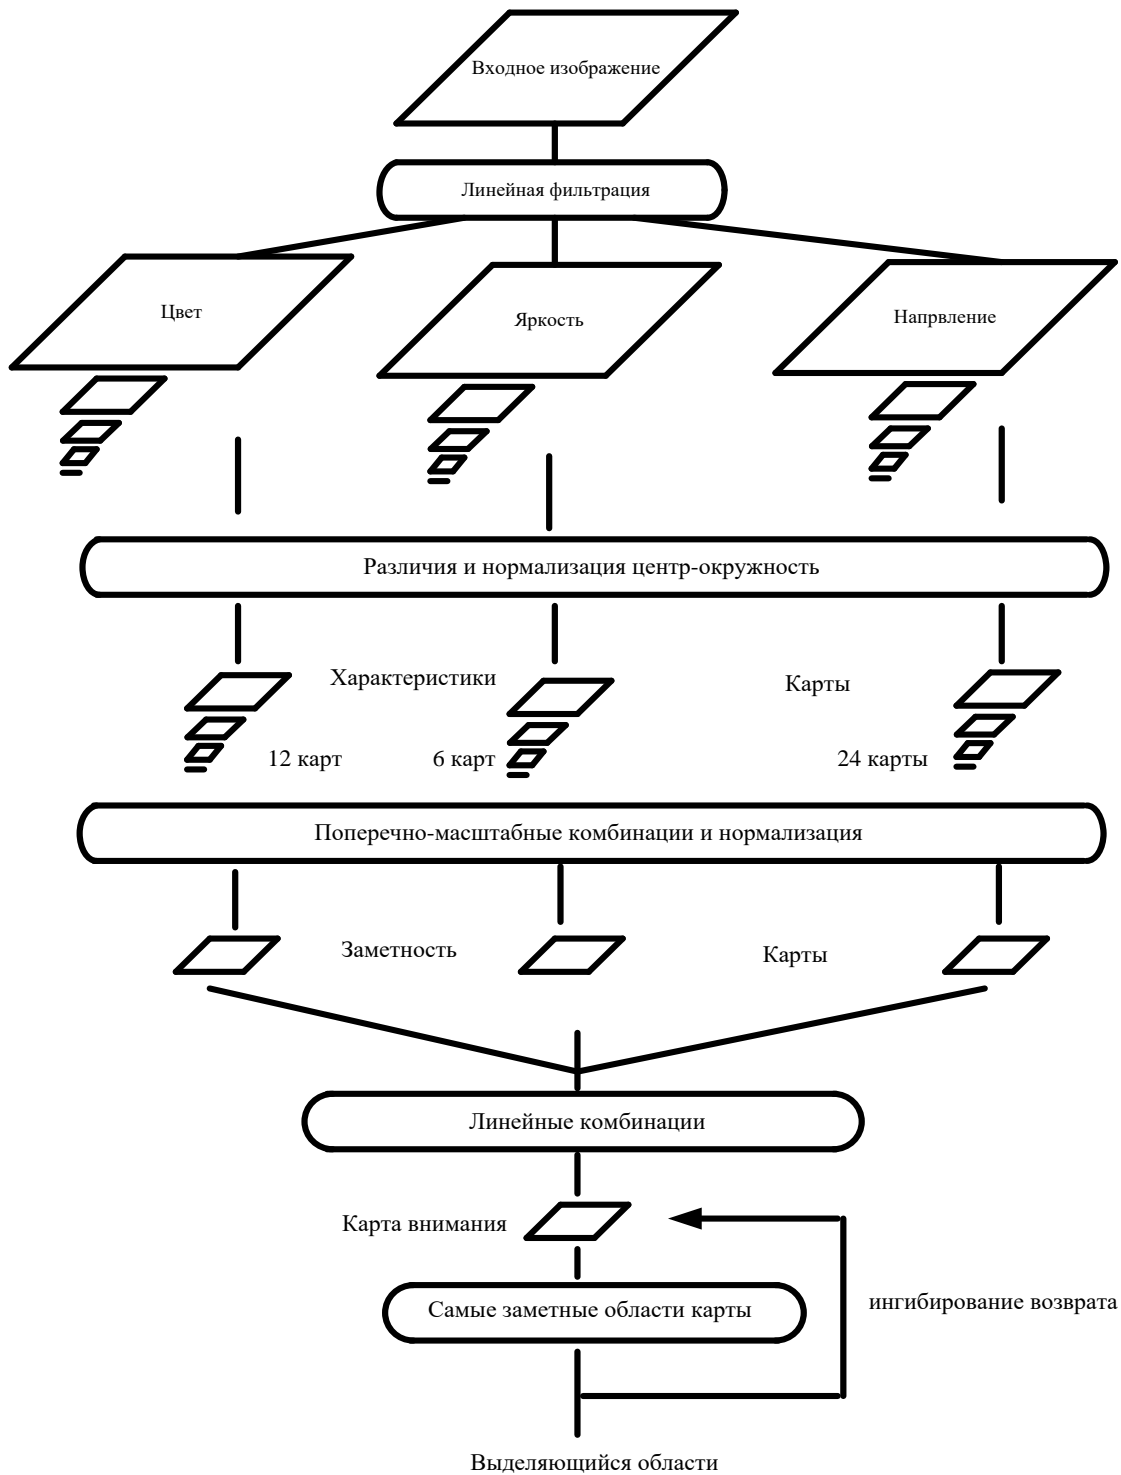 Входное изображение
Линейная фильтрация
Цвет
Яркость
Напрвление
Различия и нормализация центр-окружность
Характеристики
Карты
12 карт
6 карт
24 карты
Поперечно-масштабные комбинации и нормализация
Заметность
Карты
Линейные комбинации
Карта внимания
Самые заметные области карты
ингибирование возврата
Выделяющийся области